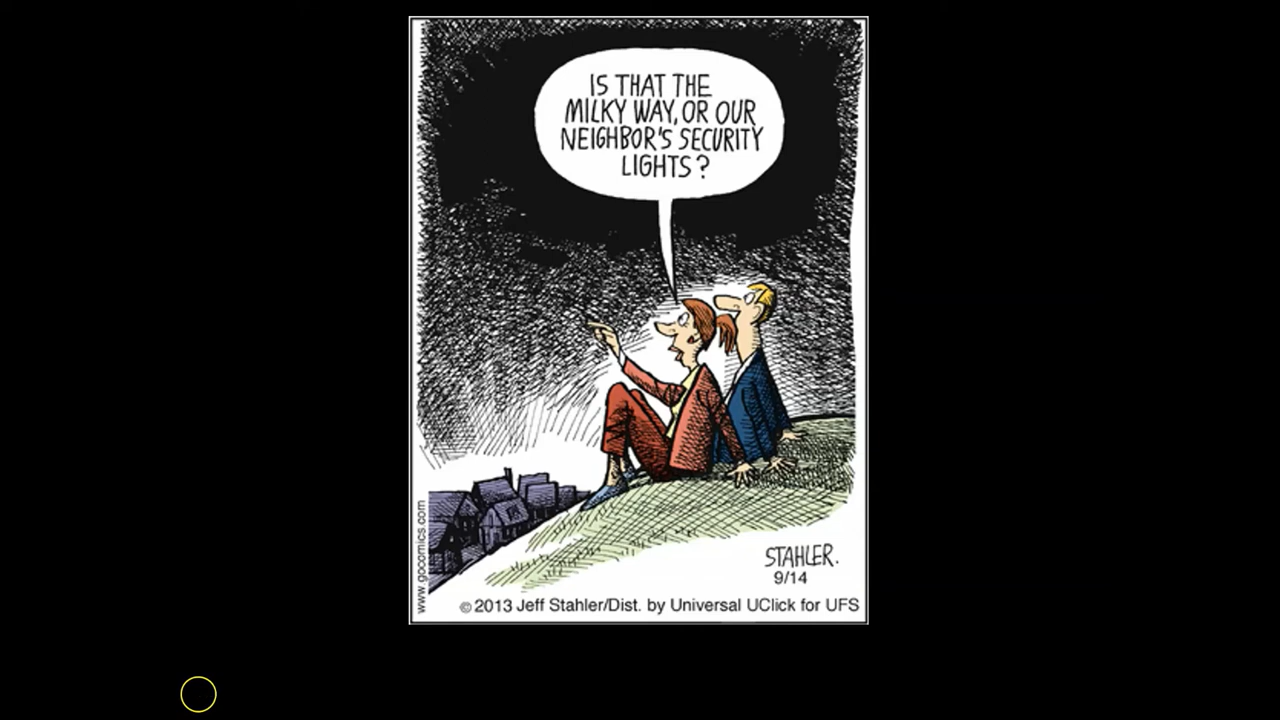 IS THAT THE
MILKY WAY, OR OUR
NEIGHBOR'S SECURITY
LIGHTS?
www.gocomics.com
STAHLER.
9/14
© 2013 Jeff Stahler/Dist. by Universal UClick for UFS